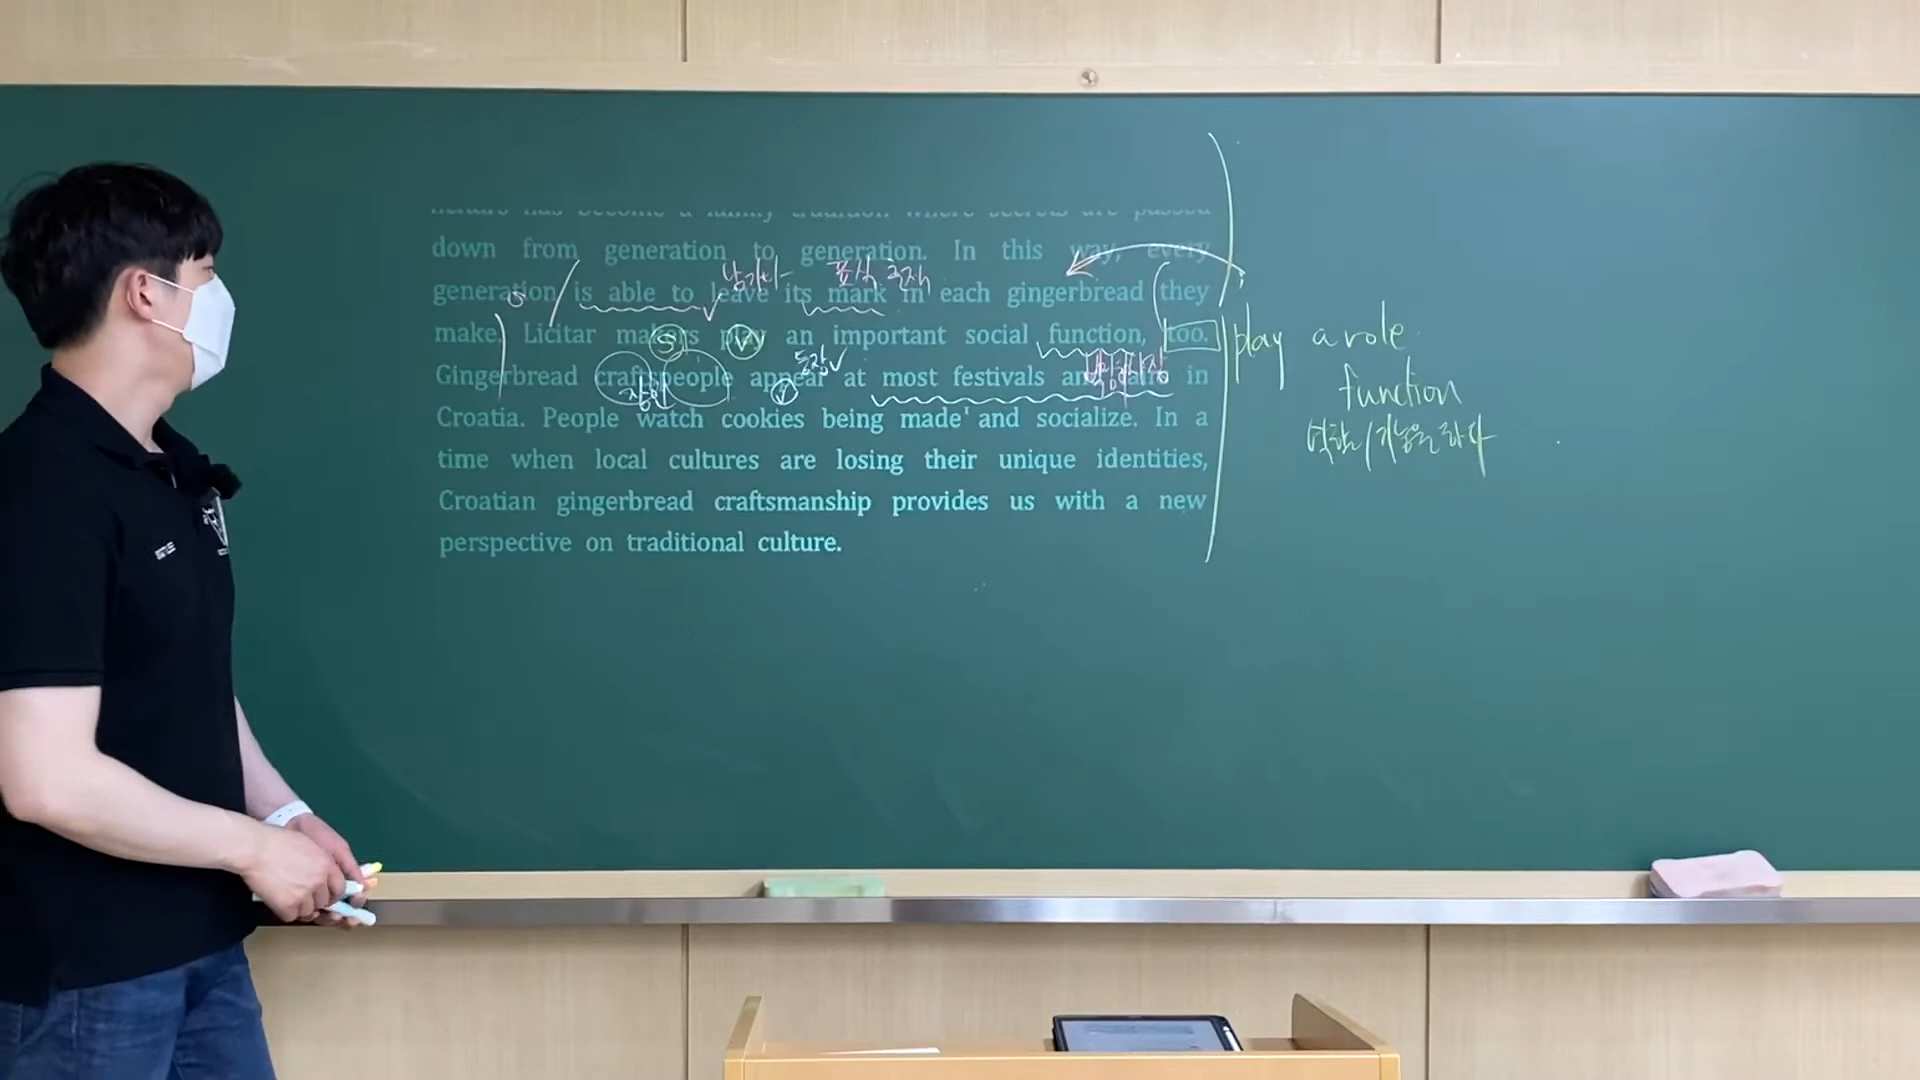 down from generation to generation. In this way, every
남기다 표식, 흔적
generation is able to leave its mark in each gingerbread they
make. Licitar makers play an important social function, too.
S V
play a role
function
역할/기능을 하다
등장
Gingerbread craftspeople appear at most festivals and fairs in
장인 V
Croatia. People watch cookies being made and socialize. In a
time when local cultures are losing their unique identities,
Croatian gingerbread craftsmanship provides us with a new
perspective on traditional culture.